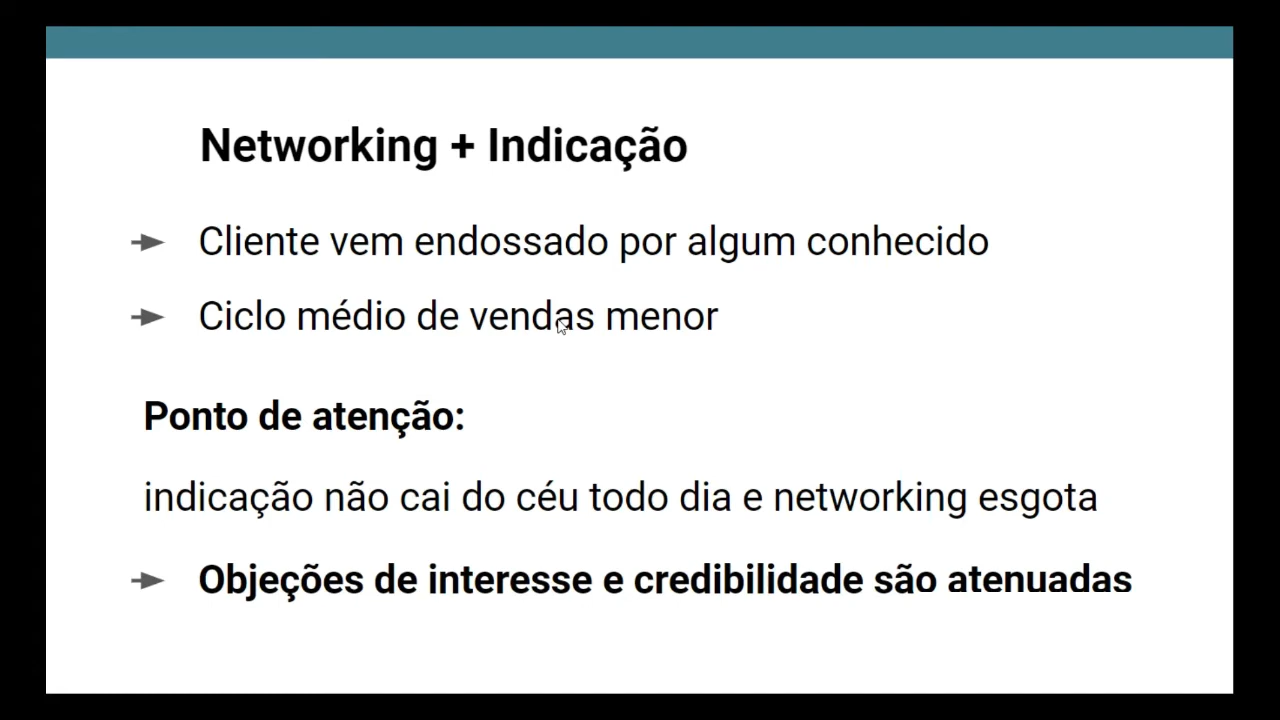 Networking + Indicação
Cliente vem endossado por algum conhecido
Ciclo médio de vendas menor
Ponto de atenção:
indicação não cai do céu todo dia e networking esgota
Objeções de interesse e credibilidade são atenuadas